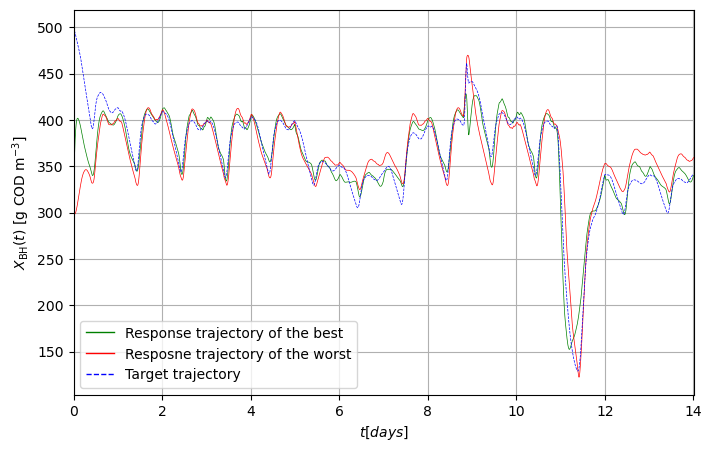 500
450
400
350
300
250
200
150
X_BH(t) [g COD m⁻³]
Response trajectory of the best
Resposne trajectory of the worst
Target trajectory
0 2 4 6 8 10 12 14
t[days]